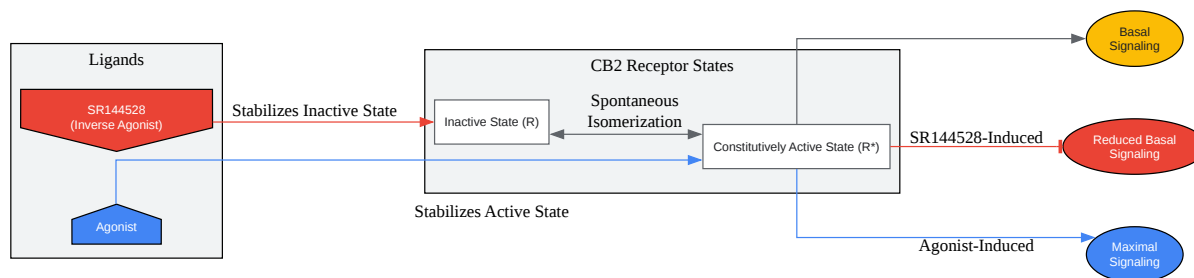 Ligands
SR144528
(Inverse Agonist)
Agonist
Stabilizes Inactive State
Stabilizes Active State
CB2 Receptor States
Inactive State (R)
Spontaneous
Isomerization
Constitutively Active State (R*)
SR144528-Induced
Agonist-Induced
Basal
Signaling
Reduced Basal
Signaling
Maximal
Signaling